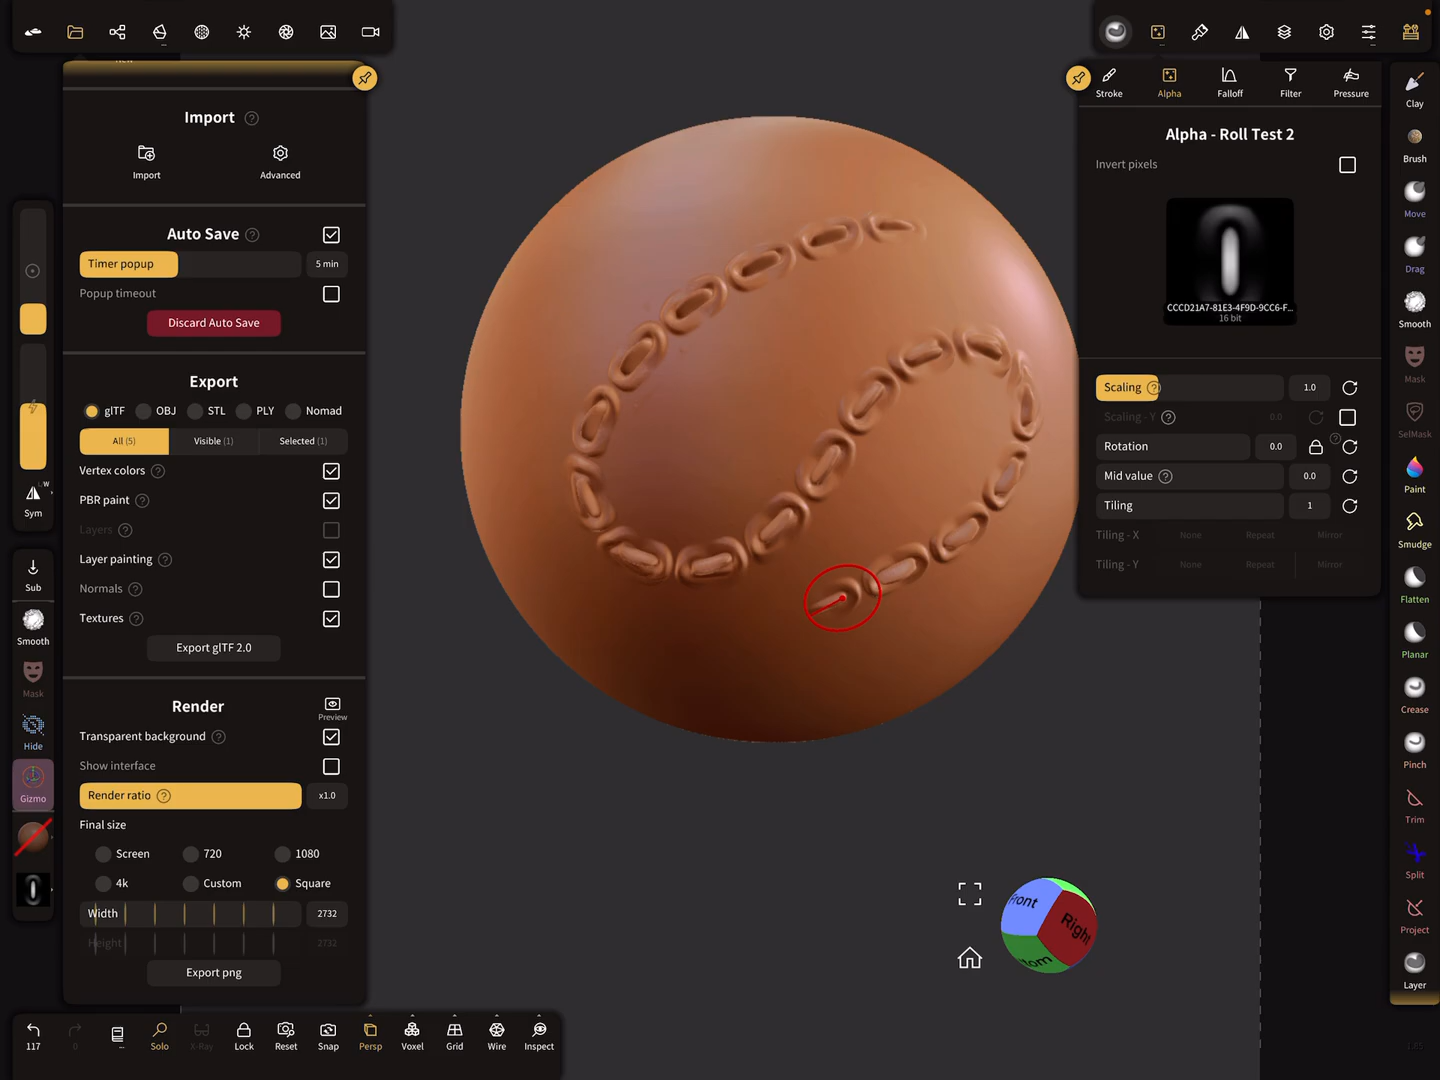 New
Import
Import
Advanced
Auto Save
Timer popup
5 min
Popup timeout
Discard Auto Save
Export
glTF
OBJ
STL
PLY
Nomad
All (5)
Visible (1)
Selected (1)
Vertex colors
PBR paint
Layers
Layer painting
Normals
Textures
Export glTF 2.0
Render
Preview
Transparent background
Show interface
Render ratio
x1.0
Final size
Screen
720
1080
4k
Custom
Square
Width
2732
Height
2732
Export png
L/W
Sym
Sub
Smooth
Mask
Hide
Gizmo
117
0
Solo
X-Ray
Lock
Reset
Snap
Persp
Voxel
Grid
Wire
Inspect
Front
Right
tom
Stroke
Alpha
Falloff
Filter
Pressure
Alpha - Roll Test 2
Invert pixels
CCCD21A7-81E3-4F9D-9CC6-F...
16 bit
Scaling
1.0
Scaling - Y
0.0
Rotation
0.0
Mid value
0.0
Tiling
1
Tiling - X
None
Repeat
Mirror
Tiling - Y
None
Repeat
Mirror
Clay
Brush
Move
Drag
Smooth
Mask
SelMask
Paint
Smudge
Flatten
Planar
Crease
Pinch
Trim
Split
Project
Layer